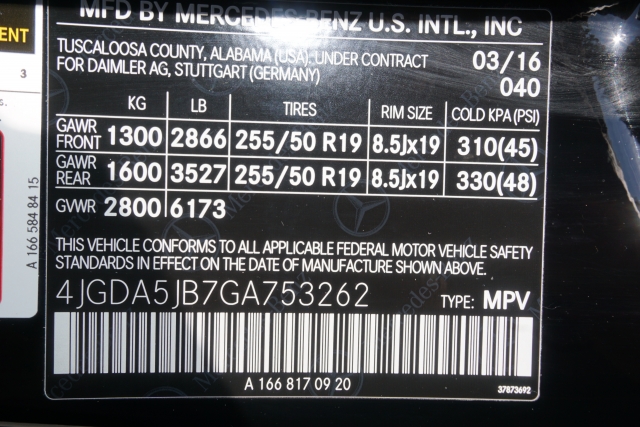 MFD BY MERCEDES-BENZ U.S. INTL., INC
TUSCALOOSA COUNTY, ALABAMA (USA). UNDER CONTRACT
FOR DAIMLER AG, STUTTGART (GERMANY)
03/16
040
KG LB TIRES RIM SIZE COLD KPA (PSI)
GAWR FRONT 1300 2866 255/50 R19 8.5Jx19 310(45)
GAWR REAR 1600 3527 255/50 R19 8.5Jx19 330(48)
GVWR 2800 6173
THIS VEHICLE CONFORMS TO ALL APPLICABLE FEDERAL MOTOR VEHICLE SAFETY
STANDARDS IN EFFECT ON THE DATE OF MANUFACTURE SHOWN ABOVE.
4JGDA5JB7GA753262 TYPE: MPV
A 166 817 09 20
37873692
3
s.
A 166 584 84 15